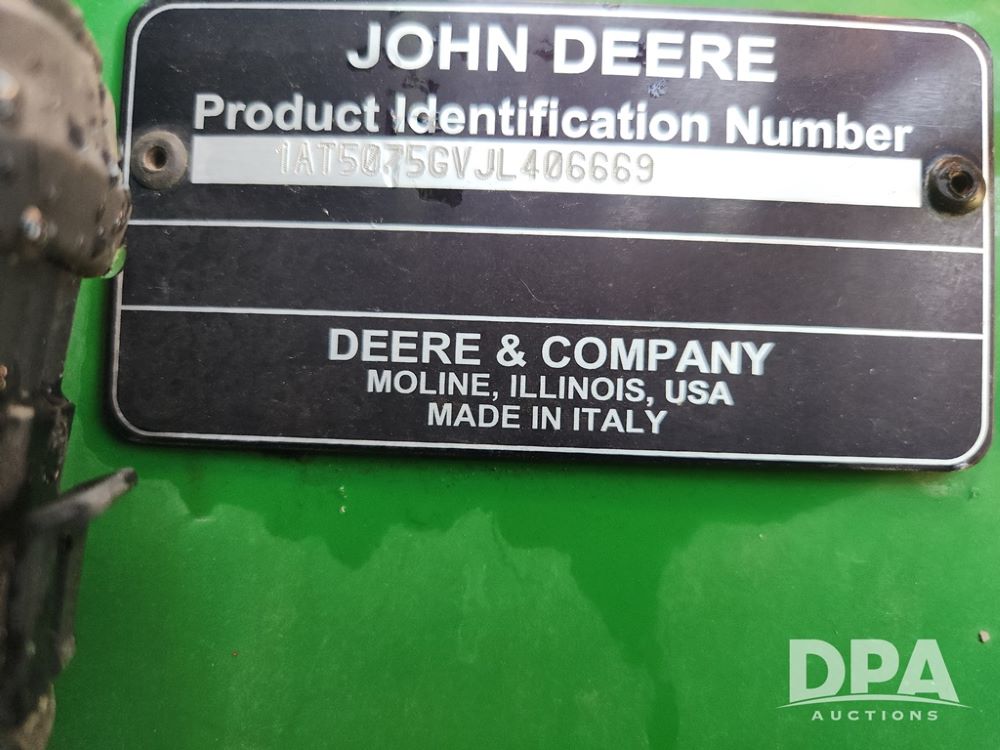 JOHN DEERE
Product Identification Number
1AT5075GVJL406669
DEERE & COMPANY
MOLINE, ILLINOIS, USA
MADE IN ITALY
DPA
AUCTIONS